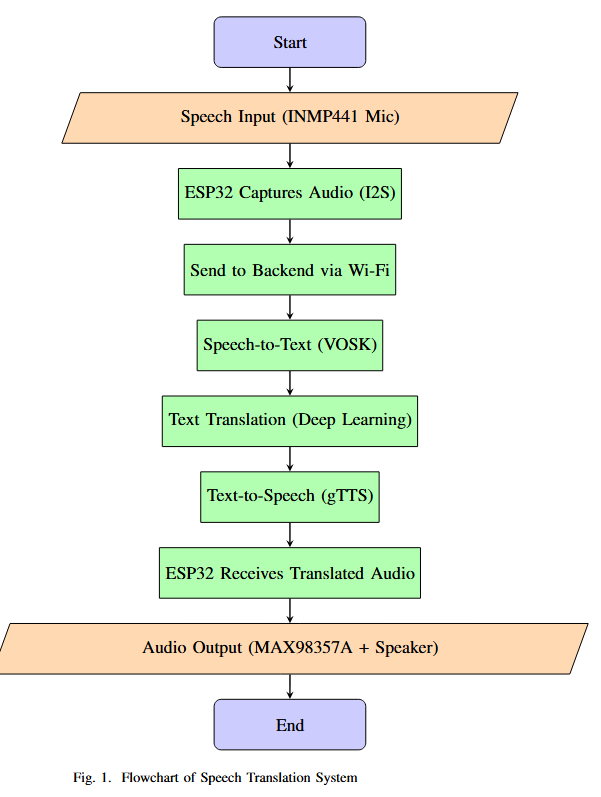 Start
Speech Input (INMP441 Mic)
ESP32 Captures Audio (I2S)
Send to Backend via Wi-Fi
Speech-to-Text (VOSK)
Text Translation (Deep Learning)
Text-to-Speech (gTTS)
ESP32 Receives Translated Audio
Audio Output (MAX98357A + Speaker)
End
Fig. 1. Flowchart of Speech Translation System